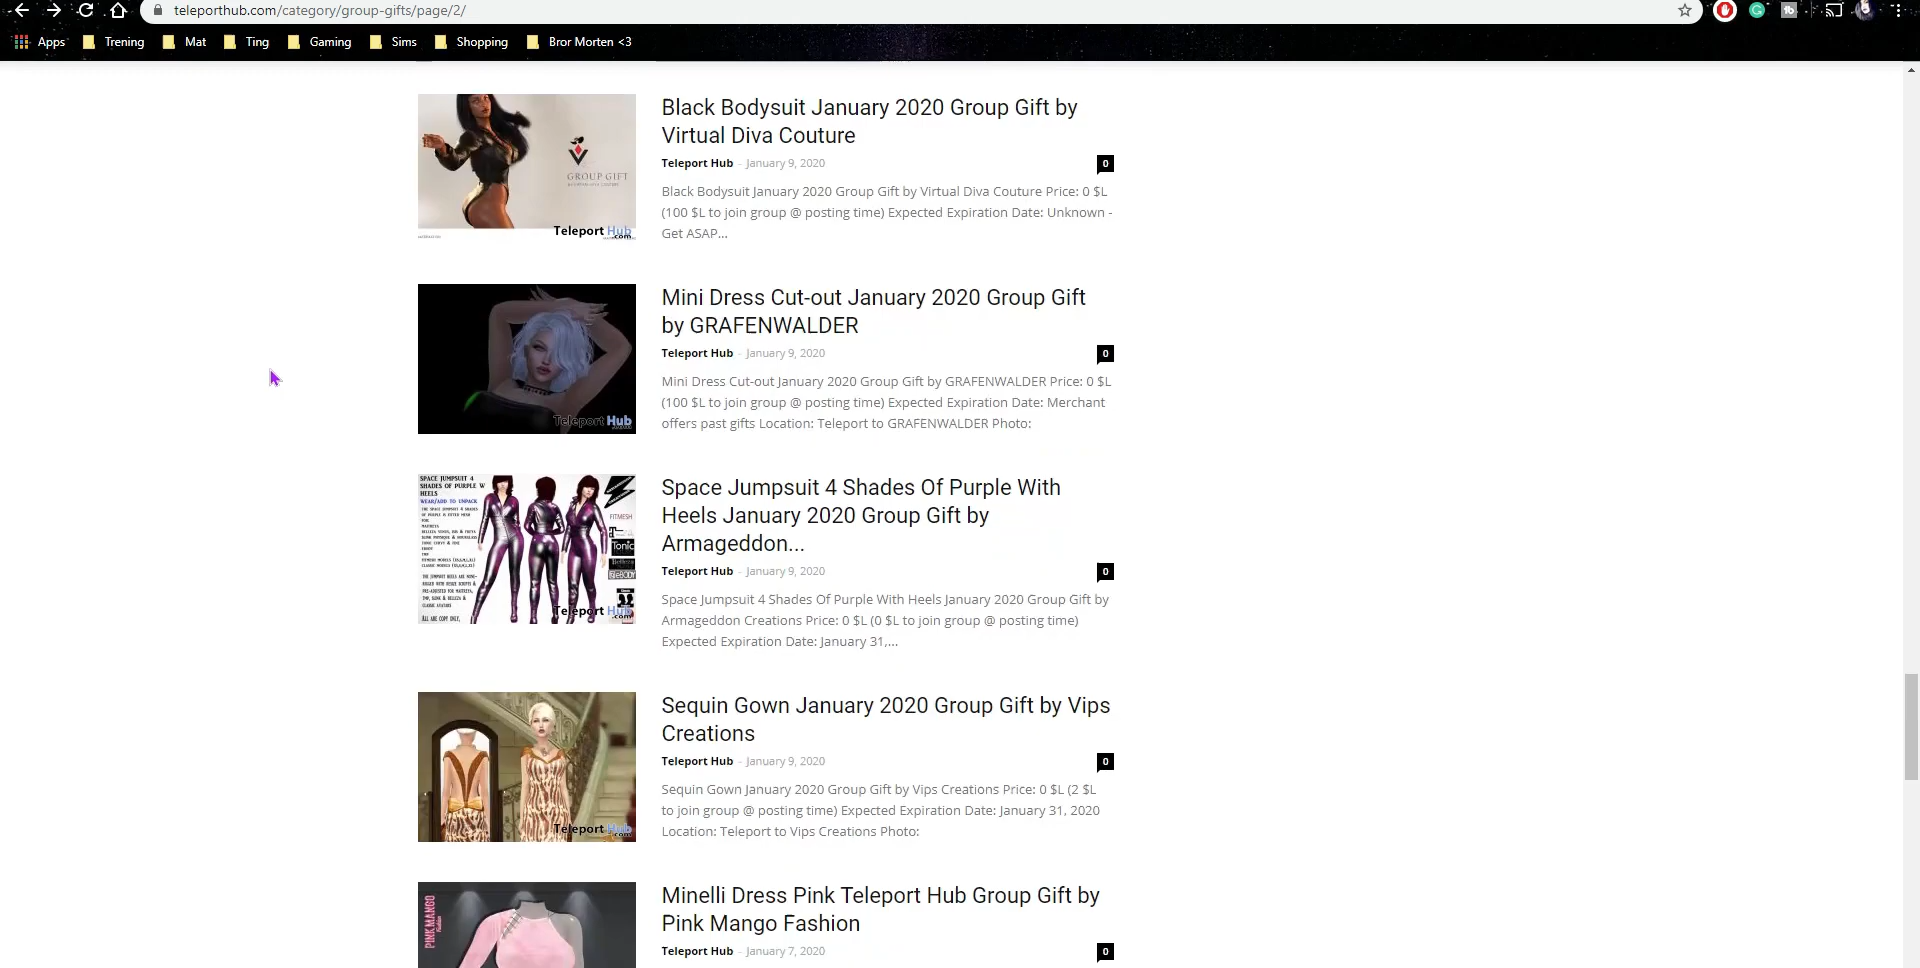 teleporthub.com/category/group-gifts/page/2/
Apps Trening Mat Ting Gaming Sims Shopping Bror Morten <3
GROUP GIFT
Teleport Hub
.com
Black Bodysuit January 2020 Group Gift by
Virtual Diva Couture
Teleport Hub - January 9, 2020
0
Black Bodysuit January 2020 Group Gift by Virtual Diva Couture Price: 0 $L
(100 $L to join group @ posting time) Expected Expiration Date: Unknown -
Get ASAP...
Teleport Hub
Mini Dress Cut-out January 2020 Group Gift
by GRAFENWALDER
Teleport Hub - January 9, 2020
0
Mini Dress Cut-out January 2020 Group Gift by GRAFENWALDER Price: 0 $L
(100 $L to join group @ posting time) Expected Expiration Date: Merchant
offers past gifts Location: Teleport to GRAFENWALDER Photo:
SPACE JUMPSUIT 4
SHADES OF PURPLE W
HEELS
WEAR/ADD TO UNPACK
FITMESH
Tonic
ALL ARE COPY ONLY,
Teleport Hub
.com
Space Jumpsuit 4 Shades Of Purple With
Heels January 2020 Group Gift by
Armageddon...
Teleport Hub - January 9, 2020
0
Space Jumpsuit 4 Shades Of Purple With Heels January 2020 Group Gift by
Armageddon Creations Price: 0 $L (0 $L to join group @ posting time)
Expected Expiration Date: January 31,...
Teleport Hub
.com
Sequin Gown January 2020 Group Gift by Vips
Creations
Teleport Hub - January 9, 2020
0
Sequin Gown January 2020 Group Gift by Vips Creations Price: 0 $L (2 $L
to join group @ posting time) Expected Expiration Date: January 31, 2020
Location: Teleport to Vips Creations Photo:
PINK MANGO
Minelli Dress Pink Teleport Hub Group Gift by
Pink Mango Fashion
Teleport Hub - January 7, 2020
0